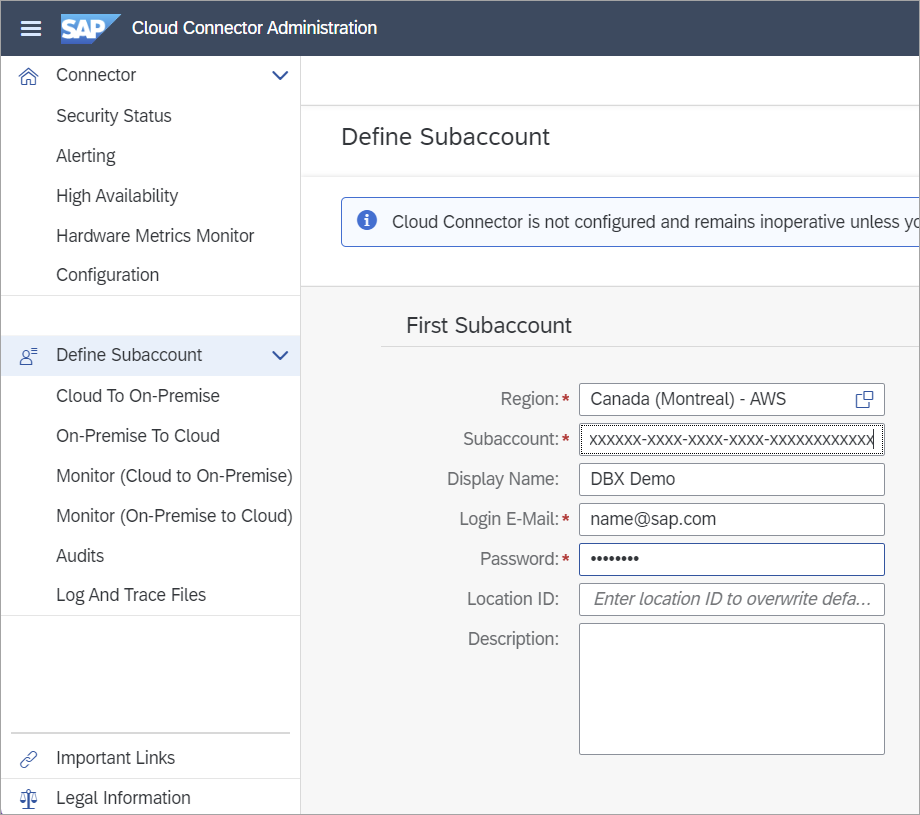 SAP Cloud Connector Administration
Connector
Security Status
Alerting
High Availability
Hardware Metrics Monitor
Configuration
Define Subaccount
Cloud To On-Premise
On-Premise To Cloud
Monitor (Cloud to On-Premise)
Monitor (On-Premise to Cloud)
Audits
Log And Trace Files
Important Links
Legal Information
Define Subaccount
Cloud Connector is not configured and remains inoperative unless
First Subaccount
Region:* Canada (Montreal) - AWS
Subaccount:* xxxxxx-xxxx-xxxx-xxxx-xxxxxxxxxxxx
Display Name: DBX Demo
Login E-Mail:* name@sap.com
Password:* ••••••••
Location ID: Enter location ID to overwrite defa...
Description: